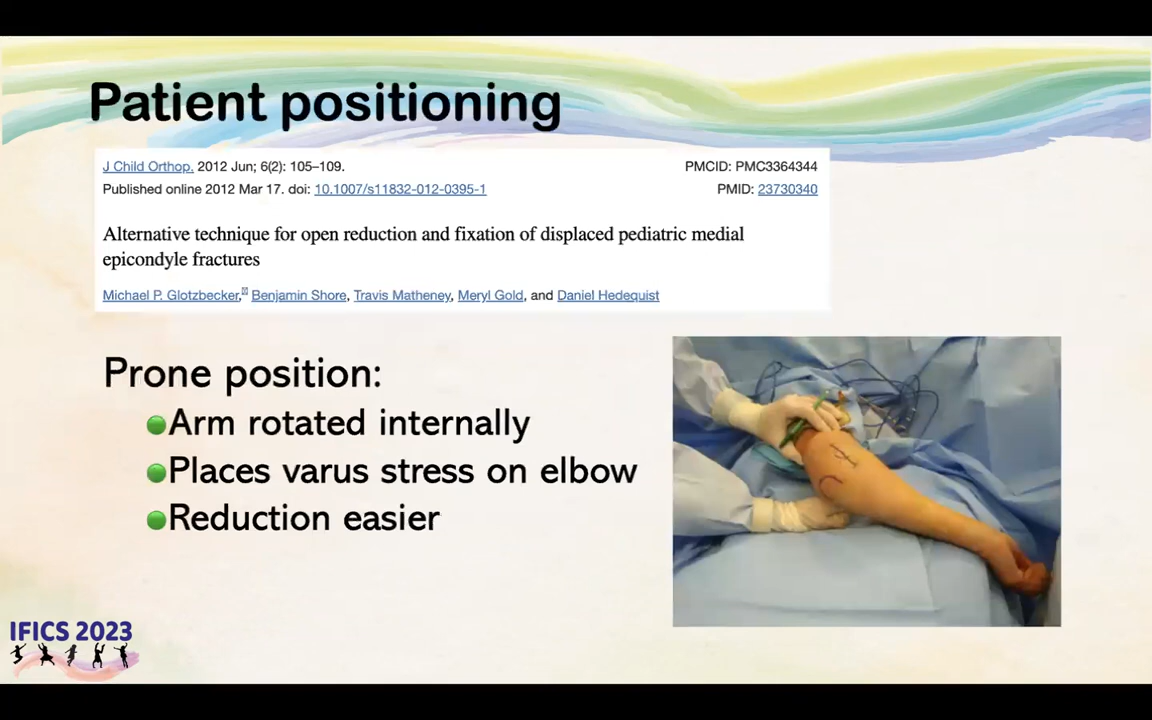 Patient positioning
J Child Orthop. 2012 Jun; 6(2): 105–109.
PMCID: PMC3364344
Published online 2012 Mar 17. doi: 10.1007/s11832-012-0395-1
PMID: 23730340
Alternative technique for open reduction and fixation of displaced pediatric medial
epicondyle fractures
Michael P. Glotzbecker, Benjamin Shore, Travis Matheney, Meryl Gold, and Daniel Hedequist
Prone position:
Arm rotated internally
Places varus stress on elbow
Reduction easier
IFICS 2023